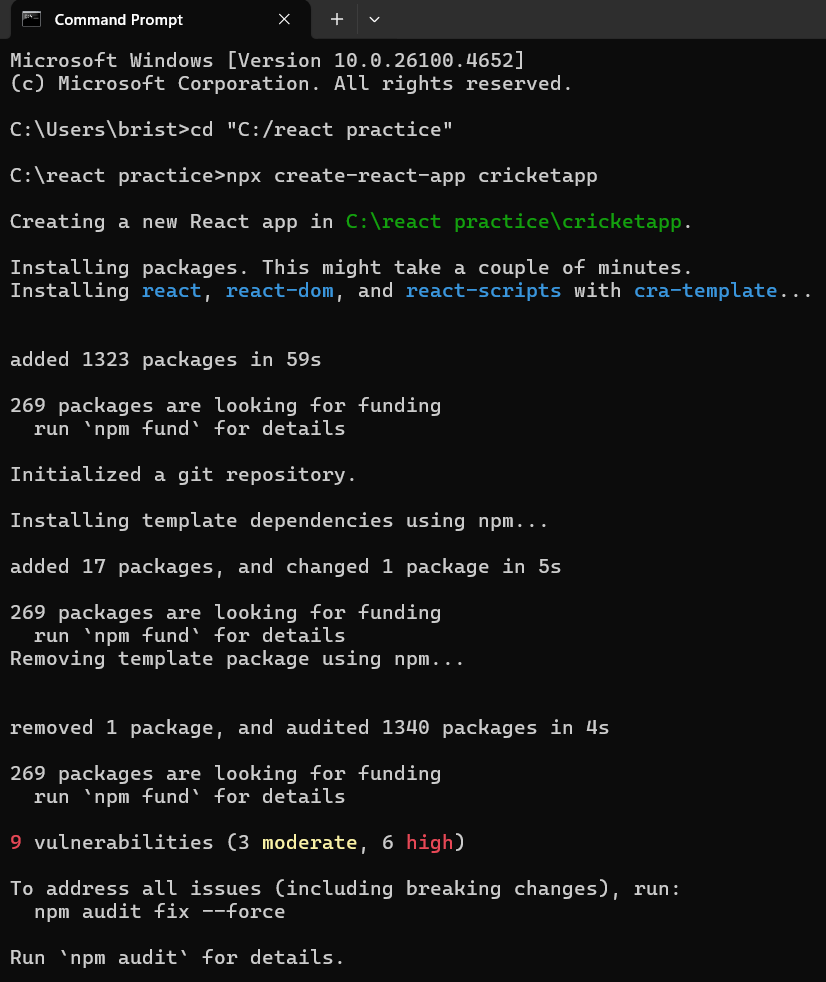 Command Prompt
Microsoft Windows [Version 10.0.26100.4652]
(c) Microsoft Corporation. All rights reserved.
C:\Users\brist>cd "C:/react practice"
C:\react practice>npx create-react-app cricketapp
Creating a new React app in C:\react practice\cricketapp.
Installing packages. This might take a couple of minutes.
Installing react, react-dom, and react-scripts with cra-template...
added 1323 packages in 59s
269 packages are looking for funding
  run `npm fund` for details
Initialized a git repository.
Installing template dependencies using npm...
added 17 packages, and changed 1 package in 5s
269 packages are looking for funding
  run `npm fund` for details
Removing template package using npm...
removed 1 package, and audited 1340 packages in 4s
269 packages are looking for funding
  run `npm fund` for details
9 vulnerabilities (3 moderate, 6 high)
To address all issues (including breaking changes), run:
  npm audit fix --force
Run `npm audit` for details.